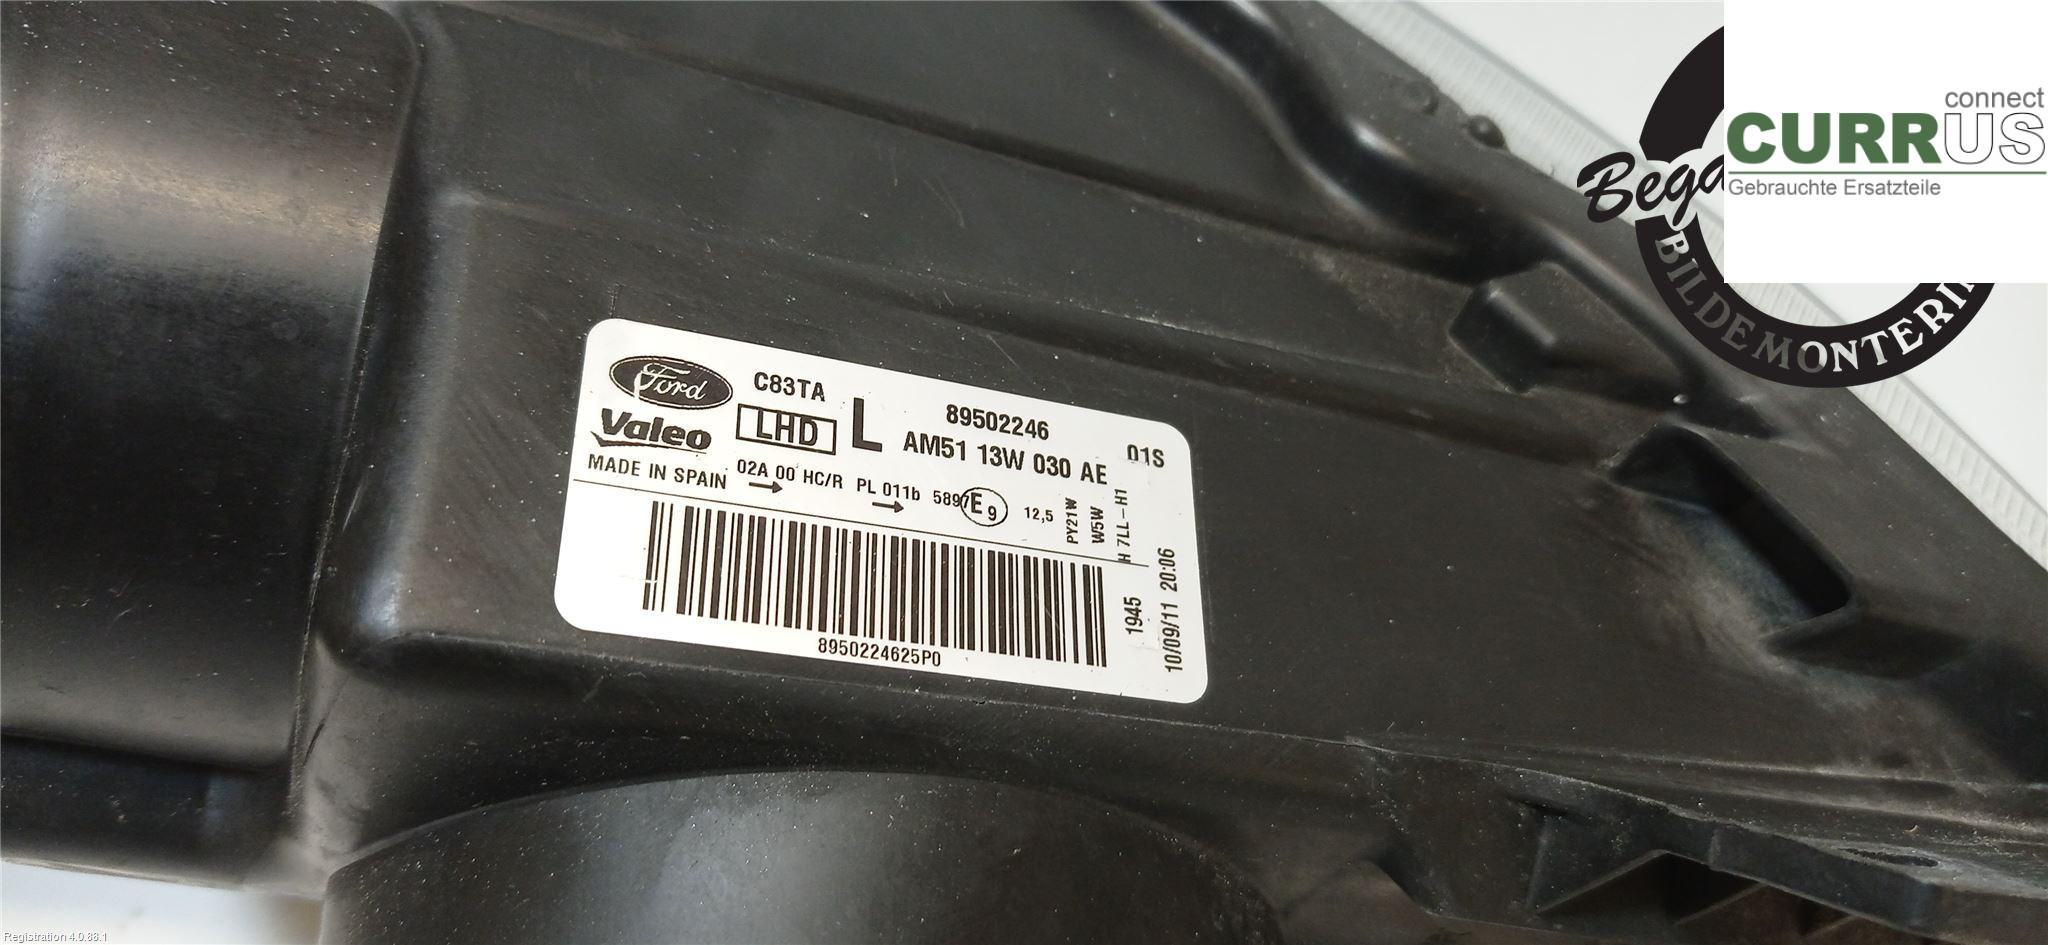 connect
CURRUS
Gebrauchte Ersatzteile
BILDEMONTERIN
Ford
C83TA
89502246
Valeo
LHD
L
AM51 13W 030 AE
01S
MADE IN SPAIN
02A 00 HC/R
PL 011b
5897
E9
12,5
PY21W
W5W
H 7LL-H1
8950224625P0
1945
10/09/11 20:06
Registration 4.0.88.1